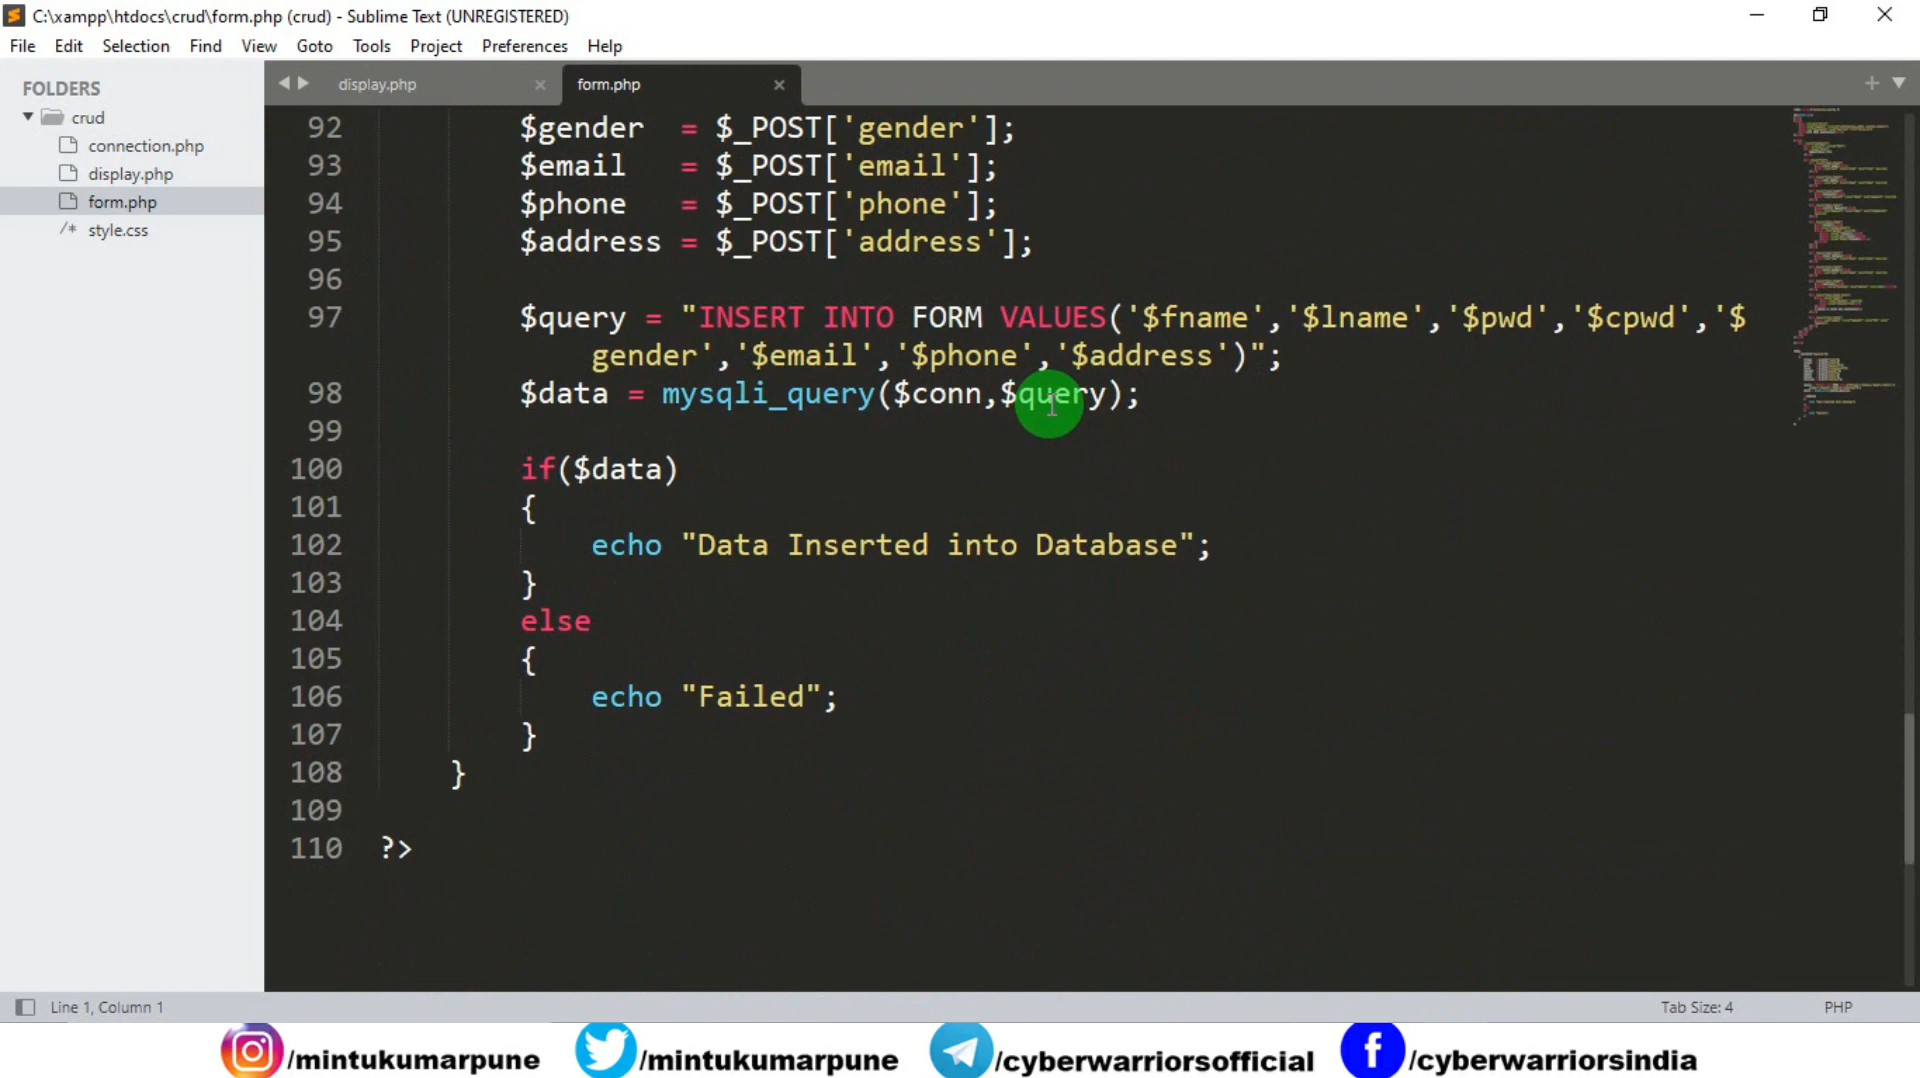 C:\xampp\htdocs\crud\form.php (crud) - Sublime Text (UNREGISTERED)
File Edit Selection Find View Goto Tools Project Preferences Help
FOLDERS
crud
connection.php
display.php
form.php
/* style.css
display.php
form.php
92 $gender = $_POST['gender'];
93 $email = $_POST['email'];
94 $phone = $_POST['phone'];
95 $address = $_POST['address'];
96
97 $query = "INSERT INTO FORM VALUES('$fname','$lname','$pwd','$cpwd','$
gender','$email','$phone','$address')";
98 $data = mysqli_query($conn,$query);
99
100 if($data)
101 {
102 echo "Data Inserted into Database";
103 }
104 else
105 {
106 echo "Failed";
107 }
108 }
109
110 ?>
Line 1, Column 1 Tab Size: 4 PHP
/mintukumarpune /mintukumarpune /cyberwarriorsofficial /cyberwarriorsindia